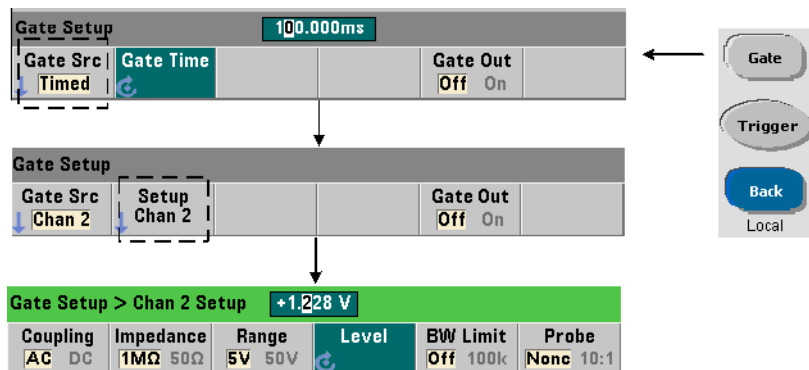 Gate Setup 100.000ms
Gate Src Gate Time Gate Out
Timed Off On
Gate
Trigger
Back
Local
Gate Setup
Gate Src Setup Gate Out
Chan 2 Chan 2 Off On
Gate Setup > Chan 2 Setup +1.228 V
Coupling Impedance Range Level BW Limit Probe
AC DC 1MΩ 50Ω 5V 50V Off 100k None 10:1